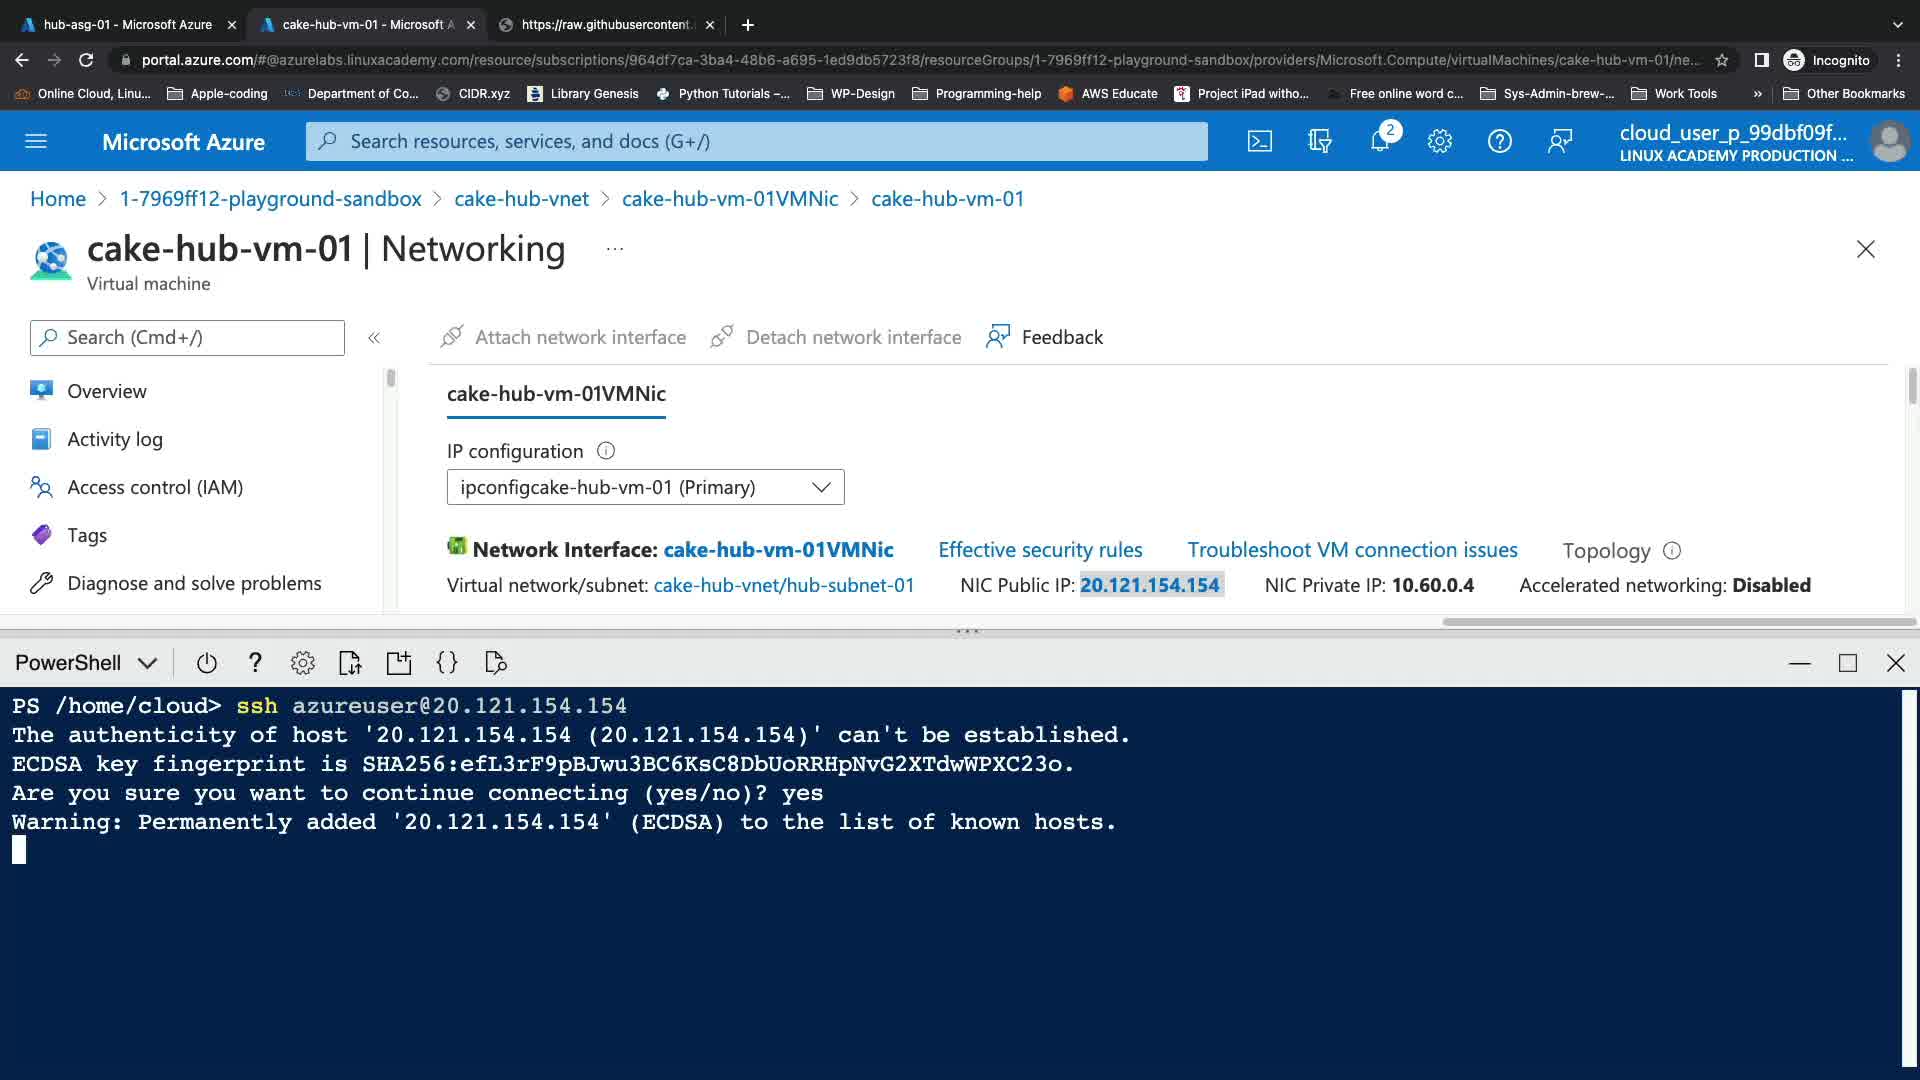 hub-asg-01 - Microsoft Azure
cake-hub-vm-01 - Microsoft A
https://raw.githubusercontent.
portal.azure.com/#@azurelabs.linuxacademy.com/resource/subscriptions/964df7ca-3ba4-48b6-a695-1ed9db5723f8/resourceGroups/1-7969ff12-playground-sandbox/providers/Microsoft.Compute/virtualMachines/cake-hub-vm-01/ne...
Incognito
Online Cloud, Linu...
Apple-coding
Department of Co...
CIDR.xyz
Library Genesis
Python Tutorials –...
WP-Design
Programming-help
AWS Educate
Project iPad witho...
Free online word c...
Sys-Admin-brew-...
Work Tools
»
Other Bookmarks
Microsoft Azure
Search resources, services, and docs (G+/)
2
cloud_user_p_99dbf09f...
LINUX ACADEMY PRODUCTION ...
Home > 1-7969ff12-playground-sandbox > cake-hub-vnet > cake-hub-vm-01VMNic > cake-hub-vm-01
cake-hub-vm-01 | Networking ...
Virtual machine
Search (Cmd+/)
«
Attach network interface
Detach network interface
Feedback
Overview
Activity log
Access control (IAM)
Tags
Diagnose and solve problems
cake-hub-vm-01VMNic
IP configuration
ipconfigcake-hub-vm-01 (Primary)
Network Interface: cake-hub-vm-01VMNic
Effective security rules
Troubleshoot VM connection issues
Topology
Virtual network/subnet: cake-hub-vnet/hub-subnet-01
NIC Public IP: 20.121.154.154
NIC Private IP: 10.60.0.4
Accelerated networking: Disabled
PowerShell
?
{}
PS /home/cloud> ssh azureuser@20.121.154.154
The authenticity of host '20.121.154.154 (20.121.154.154)' can't be established.
ECDSA key fingerprint is SHA256:efL3rF9pBJwu3BC6KsC8DbUoRRHpNvG2XTdwWPXC23o.
Are you sure you want to continue connecting (yes/no)? yes
Warning: Permanently added '20.121.154.154' (ECDSA) to the list of known hosts.